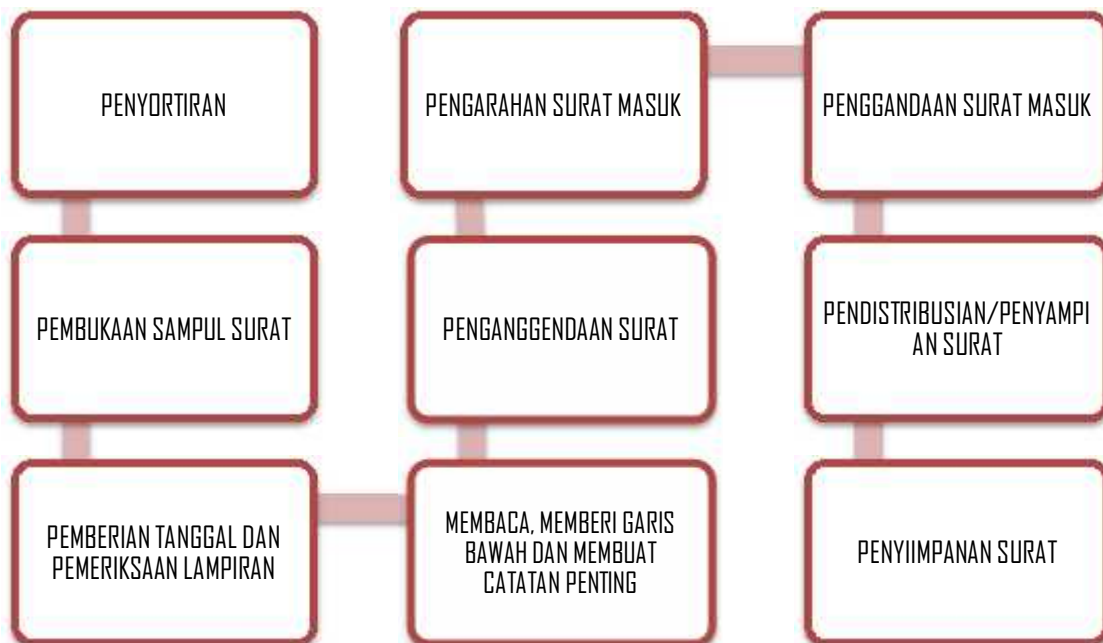 PENYORTIRAN
PEMBUKAAN SAMPUL SURAT
PEMBERIAN TANGGAL DAN
PEMERIKSAAN LAMPIRAN
MEMBACA, MEMBERI GARIS
BAWAH DAN MEMBUAT
CATATAN PENTING
PENGANGGENDAAN SURAT
PENGARAHAN SURAT MASUK
PENGGANDAAN SURAT MASUK
PENDISTRIBUSIAN/PENYAMPI
AN SURAT
PENYIIMPANAN SURAT